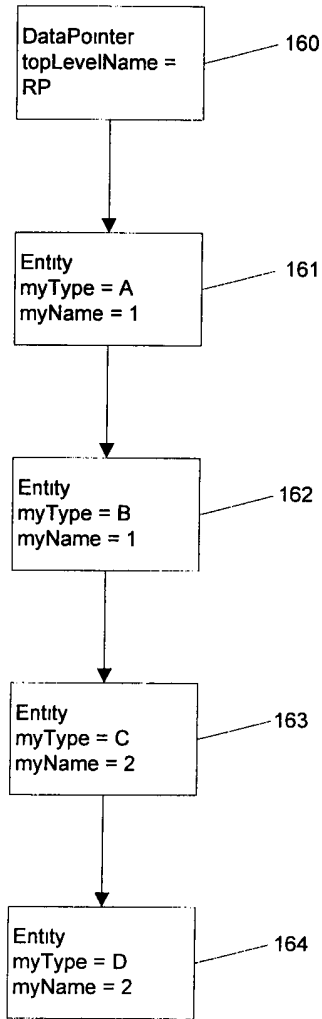 DataPointer
topLevelName =
RP
160
Entity
myType = A
myName = 1
161
Entity
myType = B
myName = 1
162
Entity
myType = C
myName = 2
163
Entity
myType = D
myName = 2
164